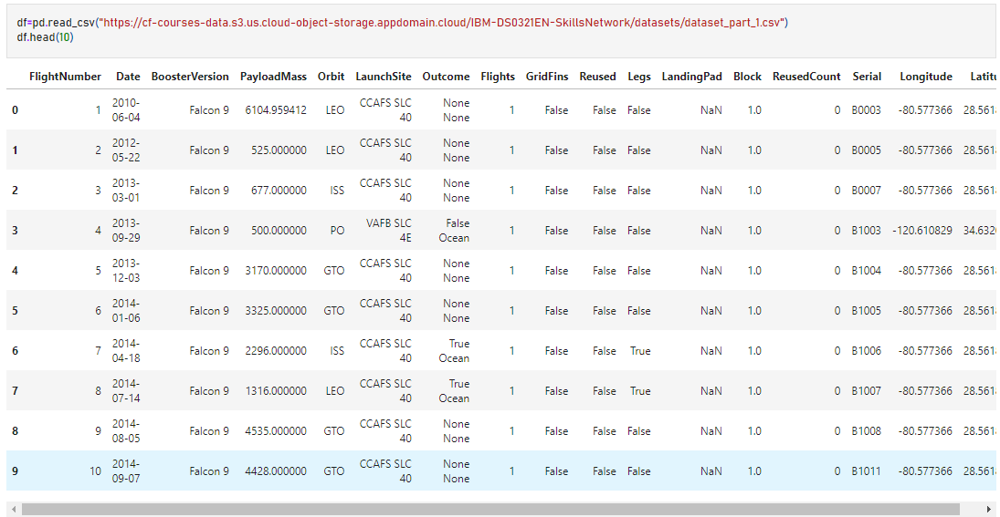 df=pd.read_csv("https://cf-courses-data.s3.us.cloud-object-storage.appdomain.cloud/IBM-DS0321EN-SkillsNetwork/datasets/dataset_part_1.csv")
df.head(10)
FlightNumber Date BoosterVersion PayloadMass Orbit LaunchSite Outcome Flights GridFins Reused Legs LandingPad Block ReusedCount Serial Longitude Latitu
0 1 2010-06-04 Falcon 9 6104.959412 LEO CCAFS SLC 40 None None 1 False False False NaN 1.0 0 B0003 -80.577366 28.561
1 2 2012-05-22 Falcon 9 525.000000 LEO CCAFS SLC 40 None None 1 False False False NaN 1.0 0 B0005 -80.577366 28.561
2 3 2013-03-01 Falcon 9 677.000000 ISS CCAFS SLC 40 None None 1 False False False NaN 1.0 0 B0007 -80.577366 28.561
3 4 2013-09-29 Falcon 9 500.000000 PO VAFB SLC 4E False Ocean 1 False False False NaN 1.0 0 B1003 -120.610829 34.632
4 5 2013-12-03 Falcon 9 3170.000000 GTO CCAFS SLC 40 None None 1 False False False NaN 1.0 0 B1004 -80.577366 28.561
5 6 2014-01-06 Falcon 9 3325.000000 GTO CCAFS SLC 40 None None 1 False False False NaN 1.0 0 B1005 -80.577366 28.561
6 7 2014-04-18 Falcon 9 2296.000000 ISS CCAFS SLC 40 True Ocean 1 False False True NaN 1.0 0 B1006 -80.577366 28.561
7 8 2014-07-14 Falcon 9 1316.000000 LEO CCAFS SLC 40 True Ocean 1 False False True NaN 1.0 0 B1007 -80.577366 28.561
8 9 2014-08-05 Falcon 9 4535.000000 GTO CCAFS SLC 40 None None 1 False False False NaN 1.0 0 B1008 -80.577366 28.561
9 10 2014-09-07 Falcon 9 4428.000000 GTO CCAFS SLC 40 None None 1 False False False NaN 1.0 0 B1011 -80.577366 28.561